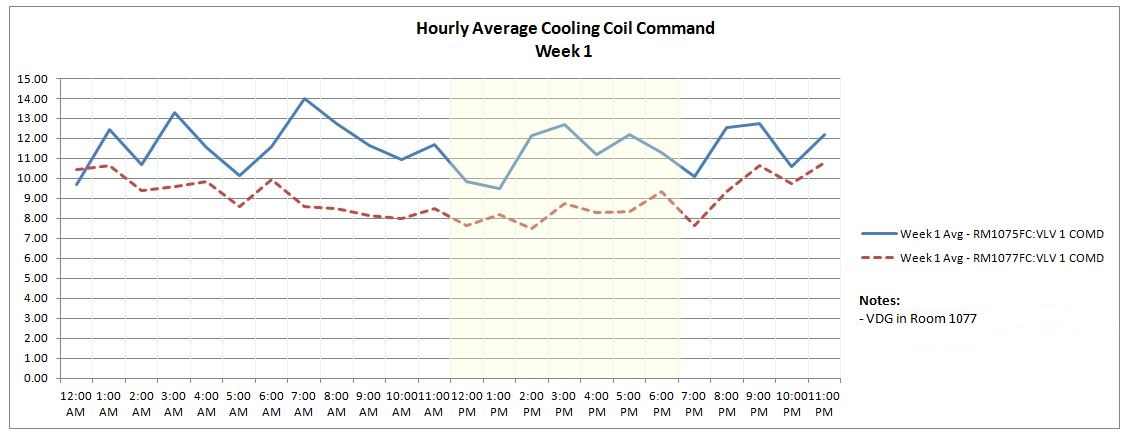 Hourly Average Cooling Coil Command
Week 1
15.00
14.00
13.00
12.00
11.00
10.00
9.00
8.00
7.00
6.00
5.00
4.00
3.00
2.00
1.00
0.00
12:00 1:00 2:00 3:00 4:00 5:00 6:00 7:00 8:00 9:00 10:00 11:00 12:00 1:00 2:00 3:00 4:00 5:00 6:00 7:00 8:00 9:00 10:00 11:00
AM AM AM AM AM AM AM AM AM AM AM AM PM PM PM PM PM PM PM PM PM PM PM PM
Week 1 Avg - RM1075FC:VLV 1 COMD
Week 1 Avg - RM1077FC:VLV 1 COMD
Notes:
- VDG in Room 1077